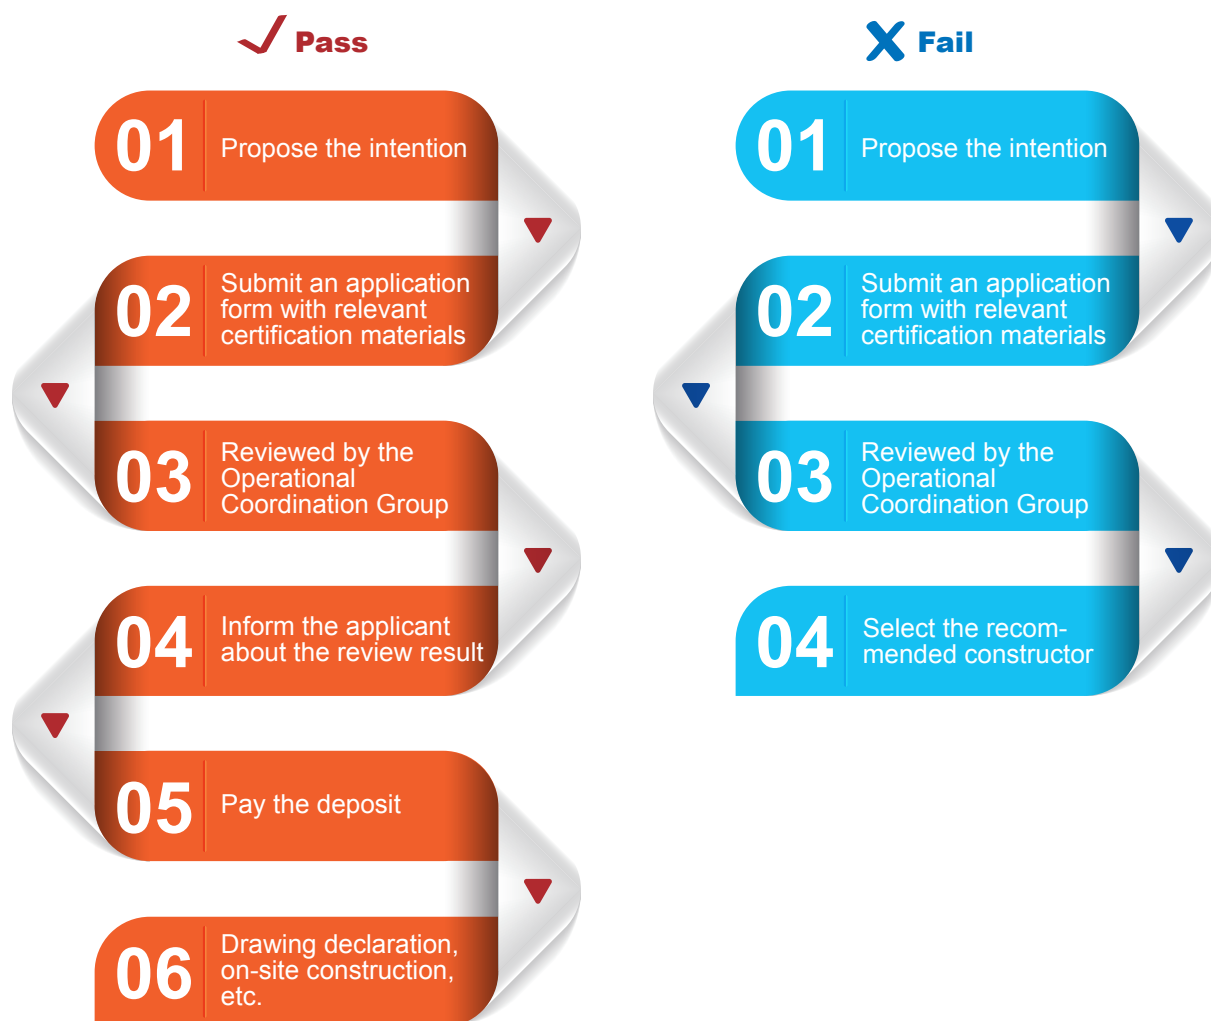 Pass
01
Propose the intention
02
Submit an application
form with relevant
certification materials
03
Reviewed by the
Operational
Coordination Group
04
Inform the applicant
about the review result
05
Pay the deposit
06
Drawing declaration,
on-site construction,
etc.
Fail
01
Propose the intention
02
Submit an application
form with relevant
certification materials
03
Reviewed by the
Operational
Coordination Group
04
Select the recom-
mended constructor